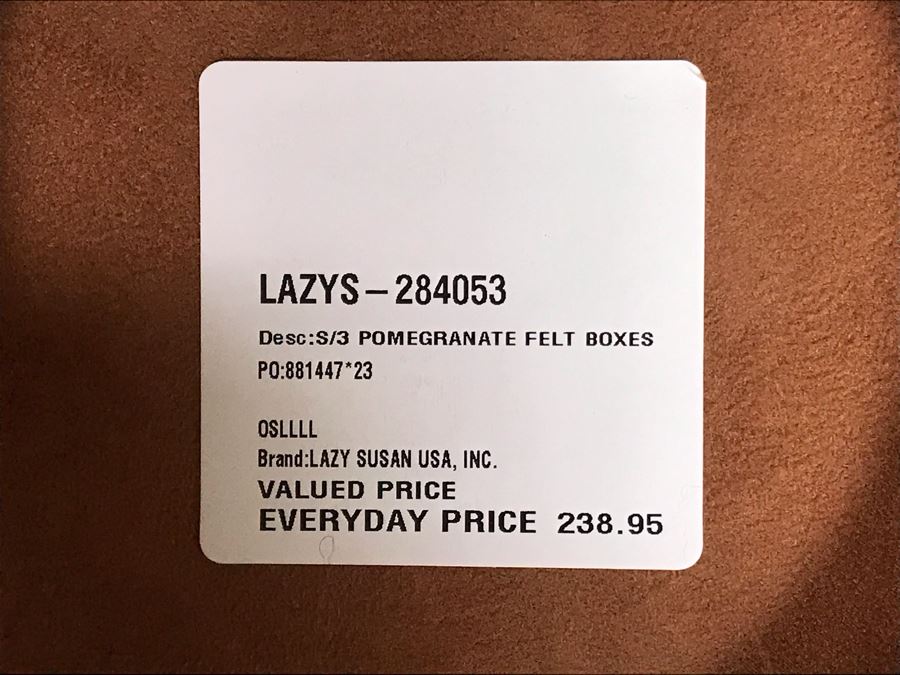 LAZYS-284053
Desc:S/3 POMEGRANATE FELT BOXES
PO:881447*23
OSLLLL
Brand:LAZY SUSAN USA, INC.
VALUED PRICE
EVERYDAY PRICE 238.95